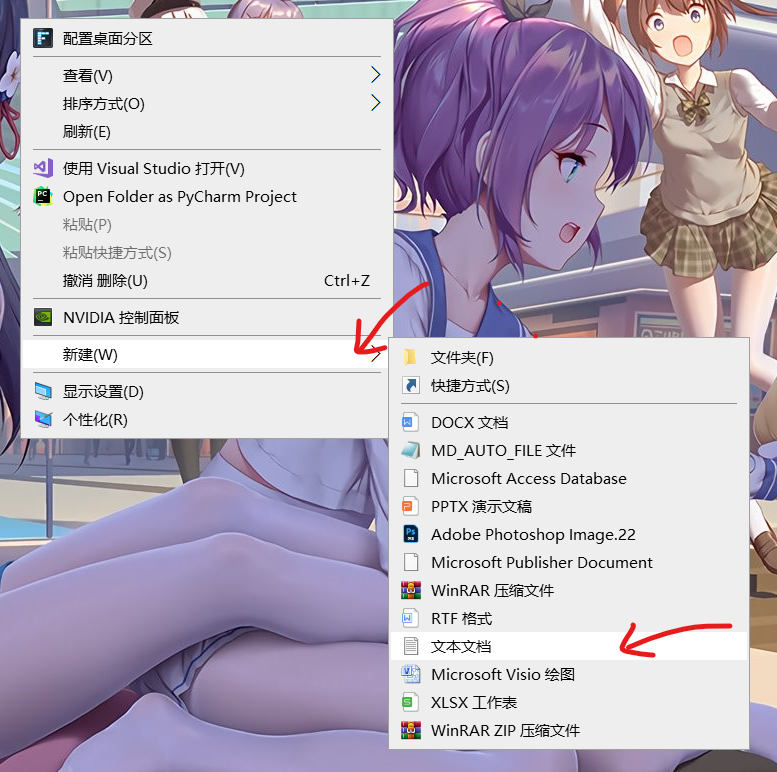 配置桌面分区
查看(V)
排序方式(O)
刷新(E)
使用 Visual Studio 打开(V)
Open Folder as PyCharm Project
粘贴(P)
粘贴快捷方式(S)
撤消 删除(U) Ctrl+Z
NVIDIA 控制面板
新建(W)
显示设置(D)
个性化(R)
文件夹(F)
快捷方式(S)
DOCX 文档
MD_AUTO_FILE 文件
Microsoft Access Database
PPTX 演示文稿
Adobe Photoshop Image.22
Microsoft Publisher Document
WinRAR 压缩文件
RTF 格式
文本文档
Microsoft Visio 绘图
XLSX 工作表
WinRAR ZIP 压缩文件